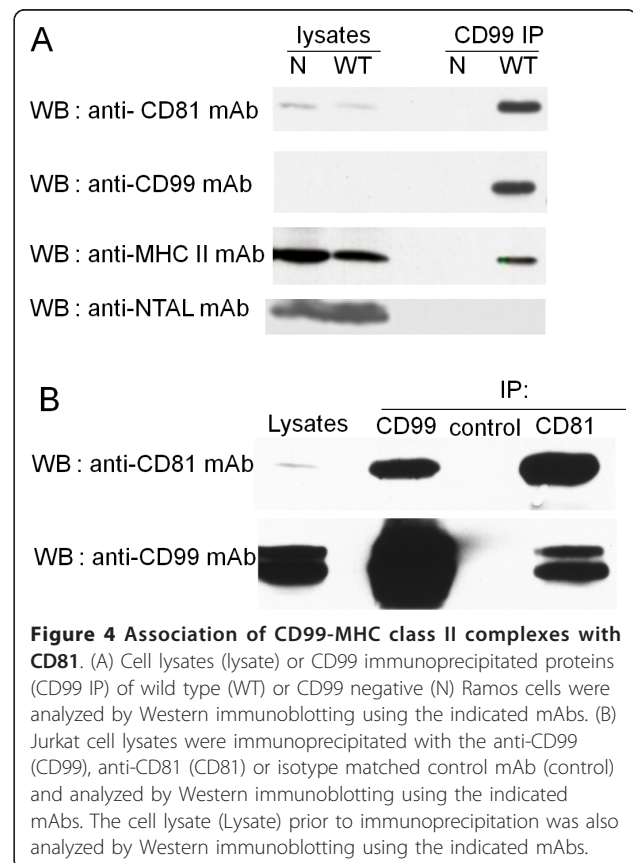 A
lysates CD99 IP
N WT N WT
WB : anti- CD81 mAb
WB : anti-CD99 mAb
WB : anti-MHC II mAb
WB : anti-NTAL mAb
B
IP:
Lysates CD99 control CD81
WB : anti-CD81 mAb
WB : anti-CD99 mAb
Figure 4 Association of CD99-MHC class II complexes with
CD81. (A) Cell lysates (lysate) or CD99 immunoprecipitated proteins
(CD99 IP) of wild type (WT) or CD99 negative (N) Ramos cells were
analyzed by Western immunoblotting using the indicated mAbs. (B)
Jurkat cell lysates were immunoprecipitated with the anti-CD99
(CD99), anti-CD81 (CD81) or isotype matched control mAb (control)
and analyzed by Western immunoblotting using the indicated
mAbs. The cell lysate (Lysate) prior to immunoprecipitation was also
analyzed by Western immunoblotting using the indicated mAbs.